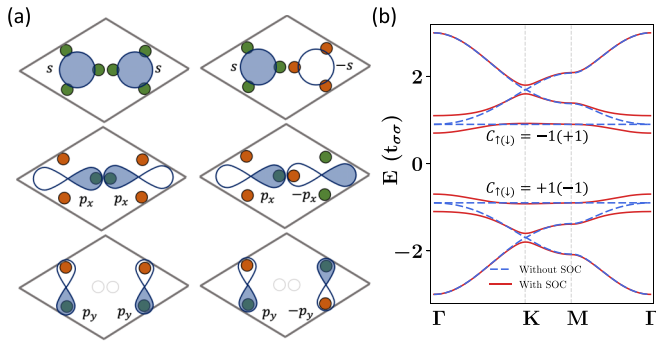 (a)
s s
s −s
p_x p_x
p_x −p_x
p_y p_y
p_y −p_y
(b)
E (t_σσ)
2
0
−2
C_↑(↓) = −1(+1)
C_↑(↓) = +1(−1)
Without SOC
With SOC
Γ K M Γ